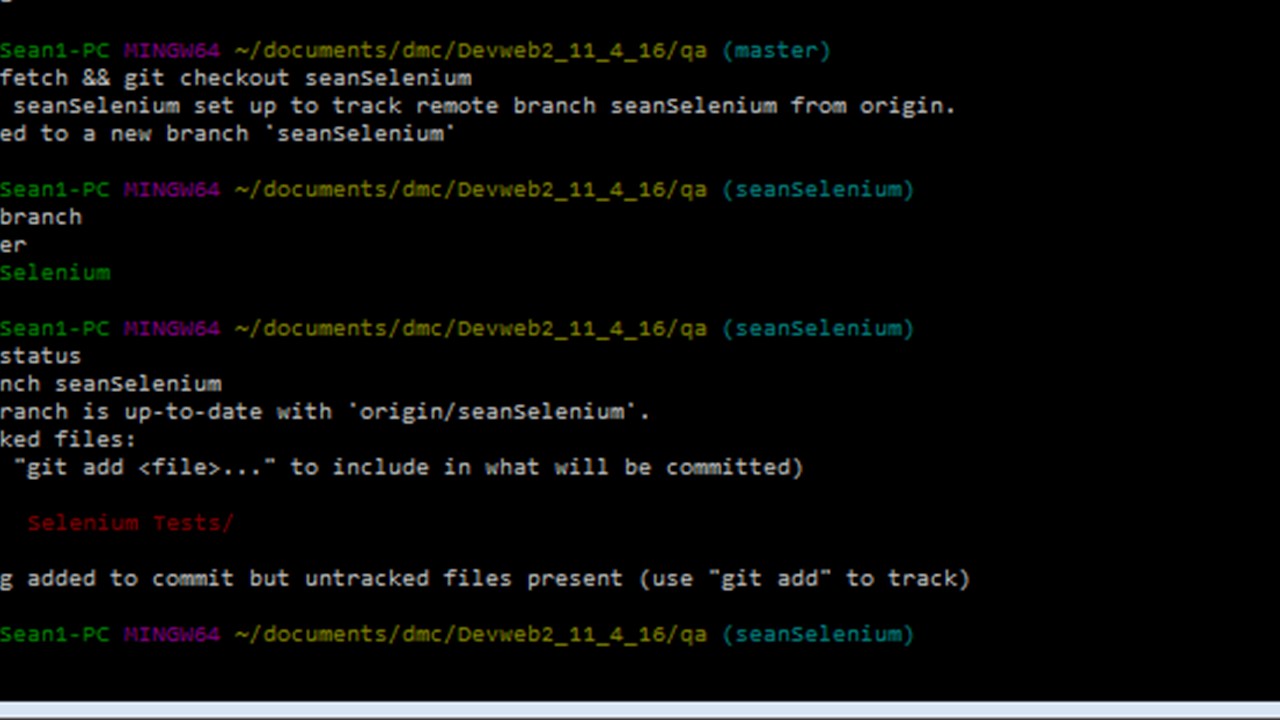 Sean1-PC MINGW64 ~/documents/dmc/Devweb2_11_4_16/qa (master)
fetch && git checkout seanSelenium
seanSelenium set up to track remote branch seanSelenium from origin.
ed to a new branch 'seanSelenium'
Sean1-PC MINGW64 ~/documents/dmc/Devweb2_11_4_16/qa (seanSelenium)
branch
er
Selenium
Sean1-PC MINGW64 ~/documents/dmc/Devweb2_11_4_16/qa (seanSelenium)
status
nch seanSelenium
ranch is up-to-date with 'origin/seanSelenium'.
ked files:
"git add <file>..." to include in what will be committed)
Selenium Tests/
g added to commit but untracked files present (use "git add" to track)
Sean1-PC MINGW64 ~/documents/dmc/Devweb2_11_4_16/qa (seanSelenium)